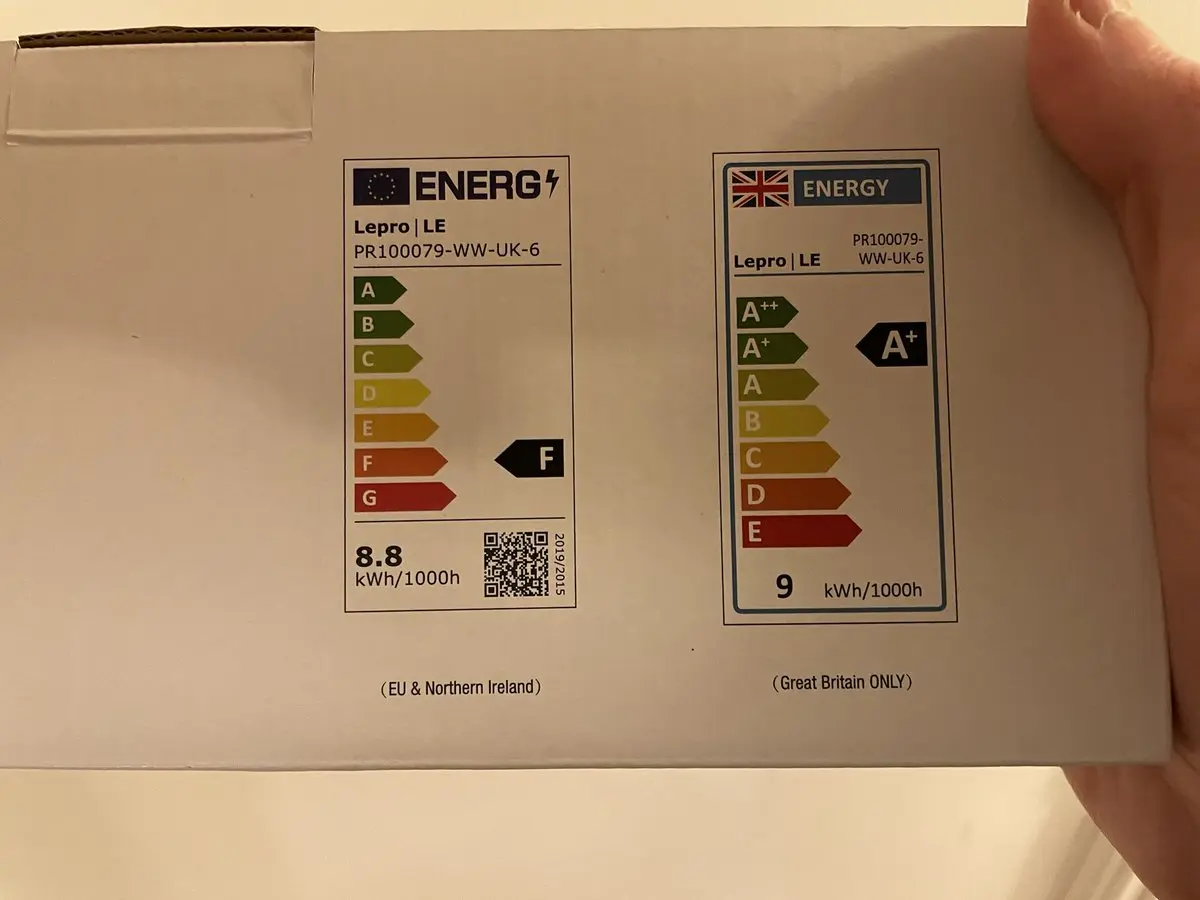 ENERG
Lepro | LE
PR100079-WW-UK-6
A
B
C
D
E
F
F
G
8.8
kWh/1000h
2019/2015
(EU & Northern Ireland)
ENERGY
PR100079-
Lepro | LE WW-UK-6
A++
A+
A+
A
B
C
D
E
9 kWh/1000h
(Great Britain ONLY)